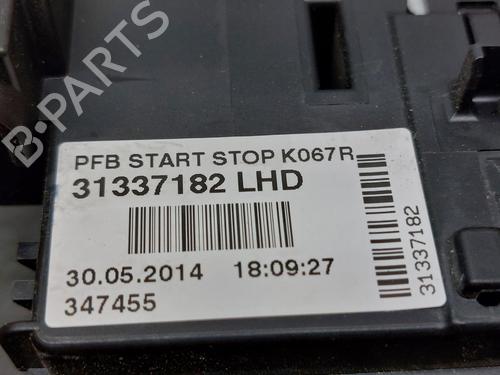 B-PARTS
PFB START STOP K067R
31337182 LHD
30.05.2014 18:09:27
347455
31337182